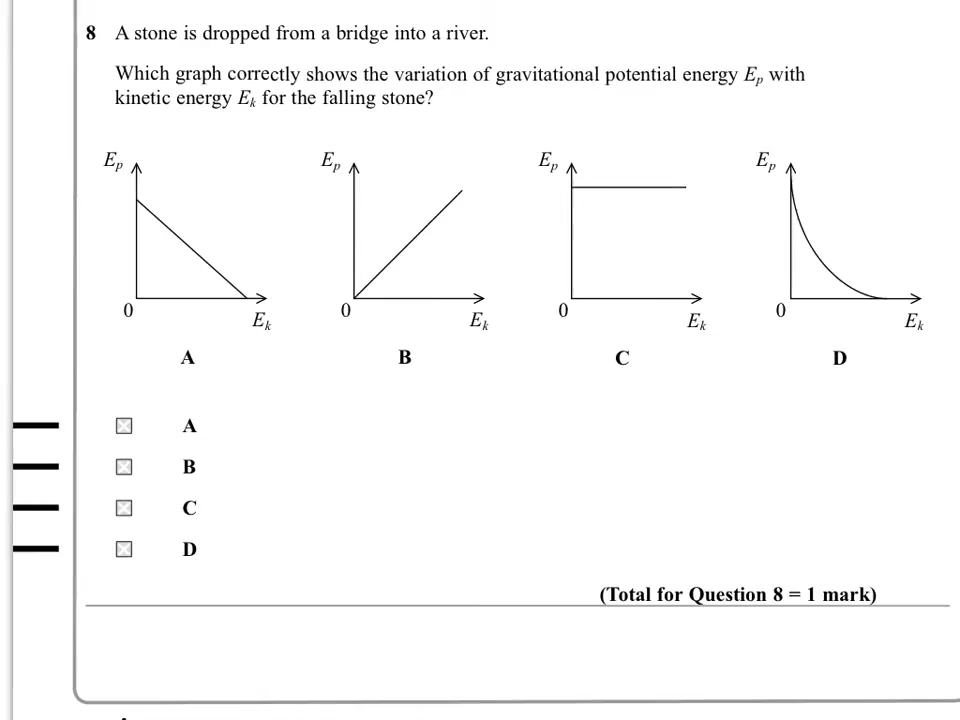 8 A stone is dropped from a bridge into a river.
Which graph correctly shows the variation of gravitational potential energy Ep with
kinetic energy Ek for the falling stone?
Ep Ep Ep Ep
0 0 0 0
Ek Ek Ek Ek
A B C D
A
B
C
D
(Total for Question 8 = 1 mark)